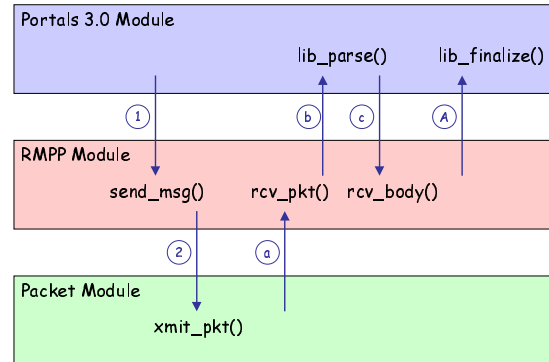 Portals 3.0 Module
lib_parse() lib_finalize()
1 b c A
RMPP Module
send_msg() rcv_pkt() rcv_body()
2 a
Packet Module
xmit_pkt()